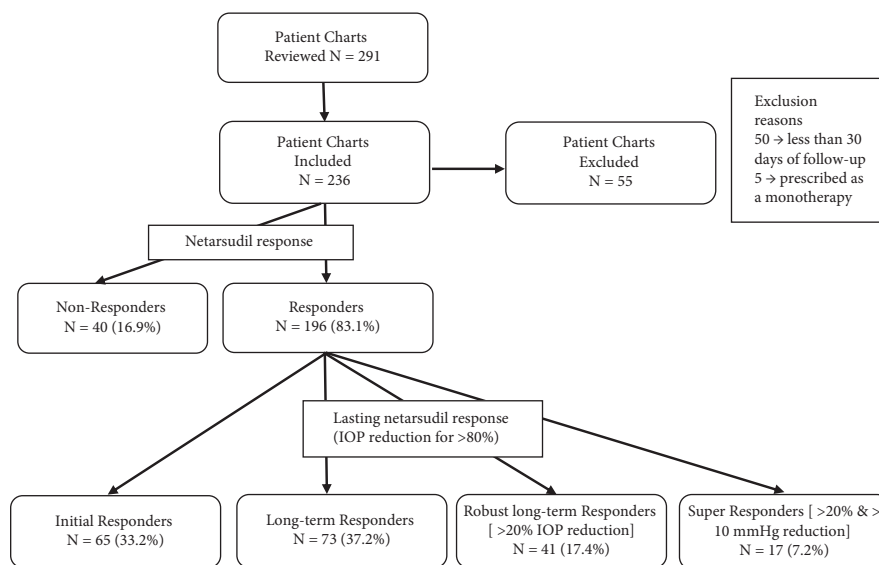 Patient Charts
Reviewed N = 291
Exclusion
reasons
50 → less than 30
days of follow-up
5 → prescribed as
a monotherapy
Patient Charts
Included
N = 236
Patient Charts
Excluded
N = 55
Netarsudil response
Non-Responders
N = 40 (16.9%)
Responders
N = 196 (83.1%)
Lasting netarsudil response
(IOP reduction for >80%)
Initial Responders
N = 65 (33.2%)
Long-term Responders
N = 73 (37.2%)
Robust long-term Responders
[ >20% IOP reduction]
N = 41 (17.4%)
Super Responders [ >20% & >
10 mmHg reduction]
N = 17 (7.2%)